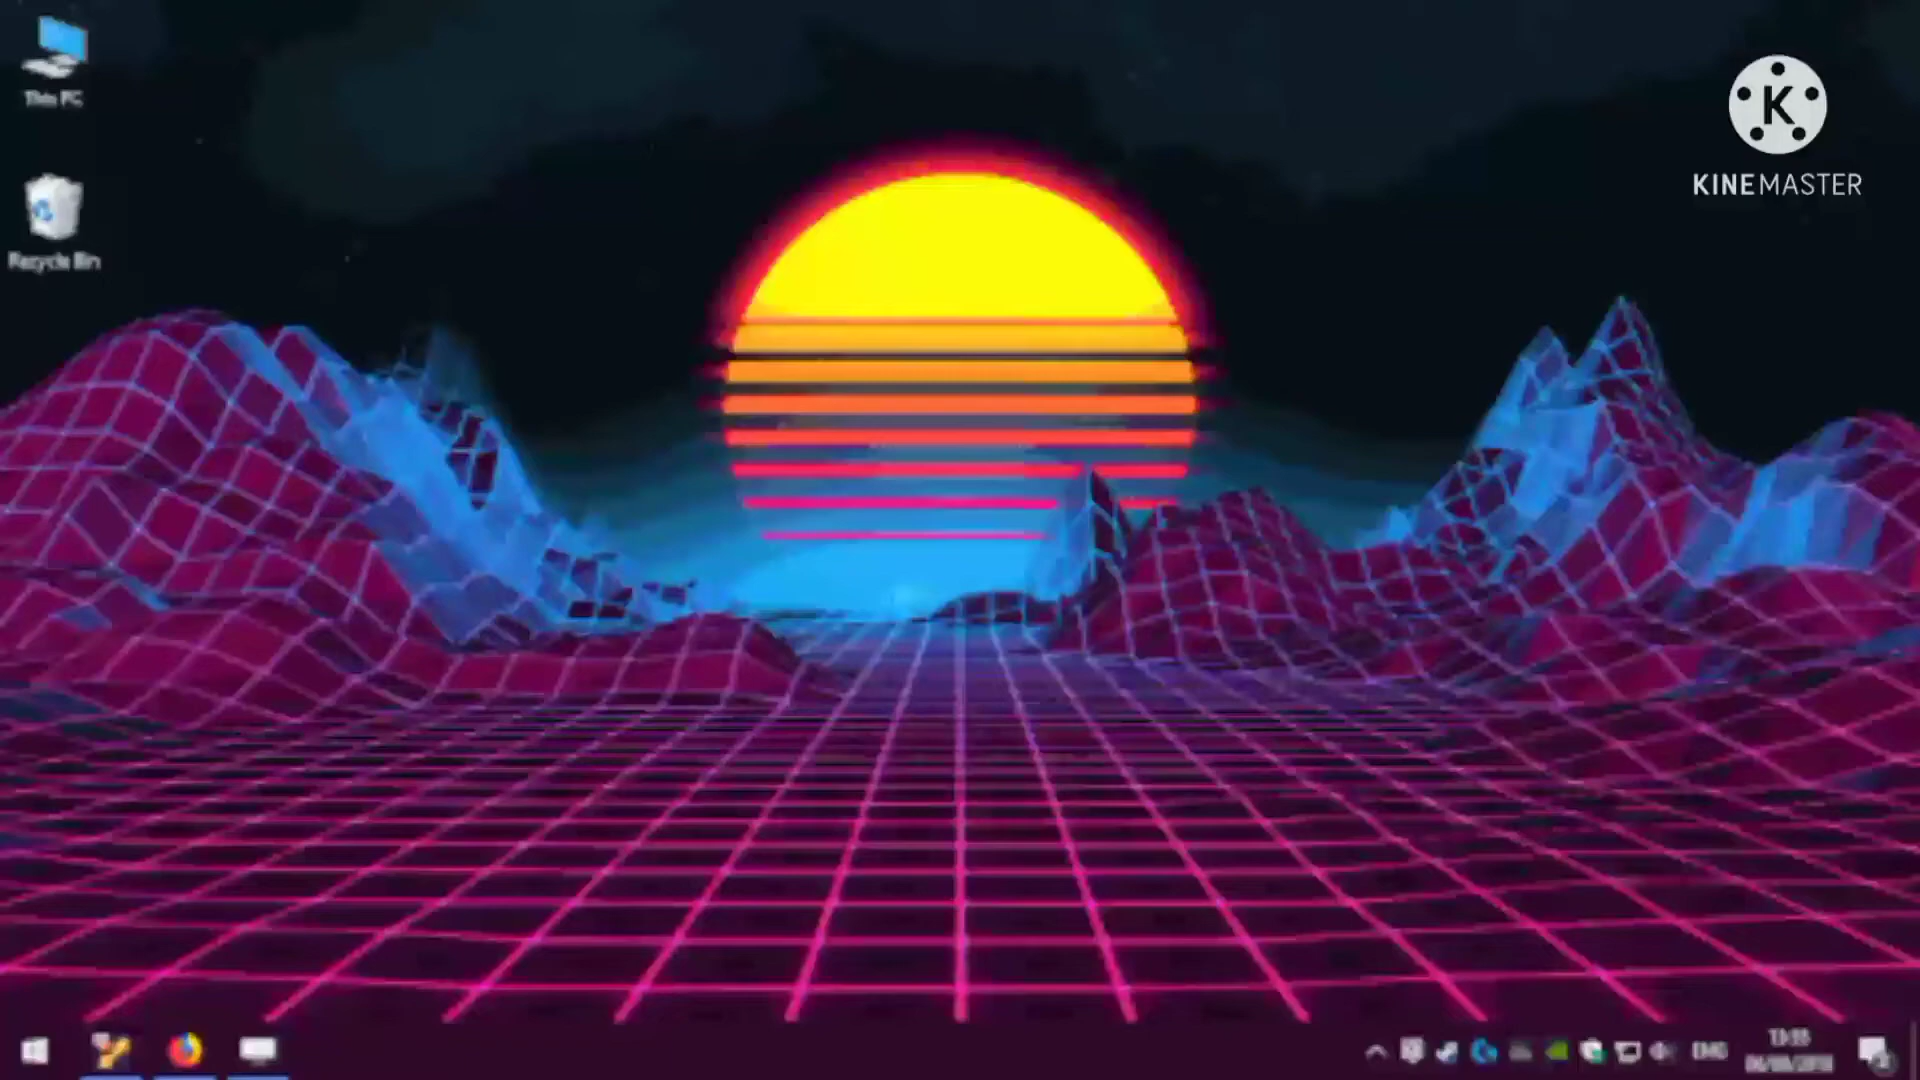 This PC
K
KINEMASTER
Recycle Bin
ENG